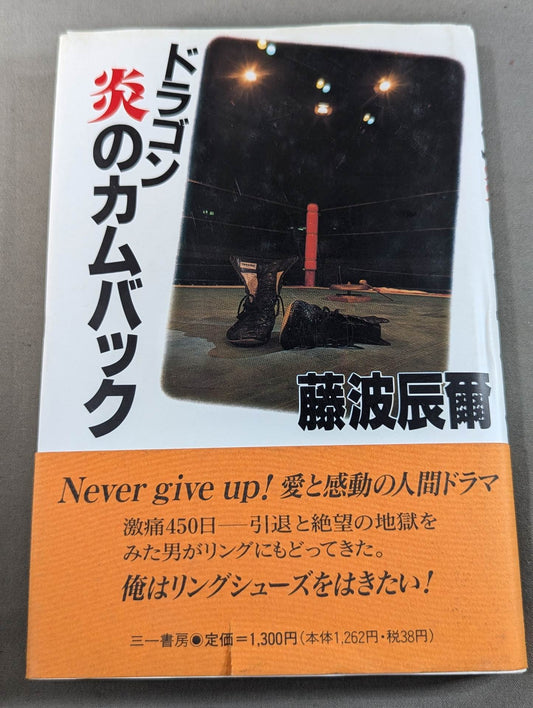 ドラゴン
炎のカムバック
藤波辰爾
Never give up! 愛と感動の人間ドラマ
激痛450日──引退と絶望の地獄を
みた男がリングにもどってきた。
俺はリングシューズをはきたい!
三一書房●定価=1,300円(本体1,262円・税38円)